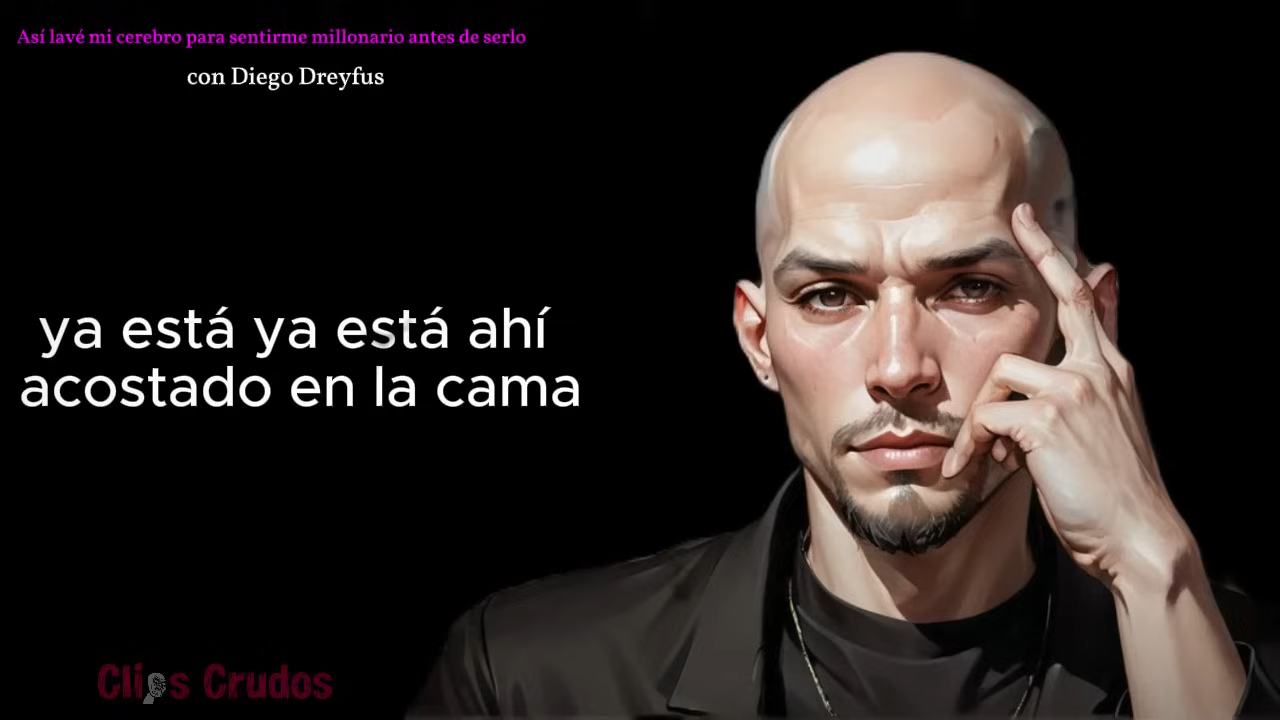 Así lavé mi cerebro para sentirme millonario antes de serlo
con Diego Dreyfus
ya está ya está ahí
acostado en la cama
Clips Crudos